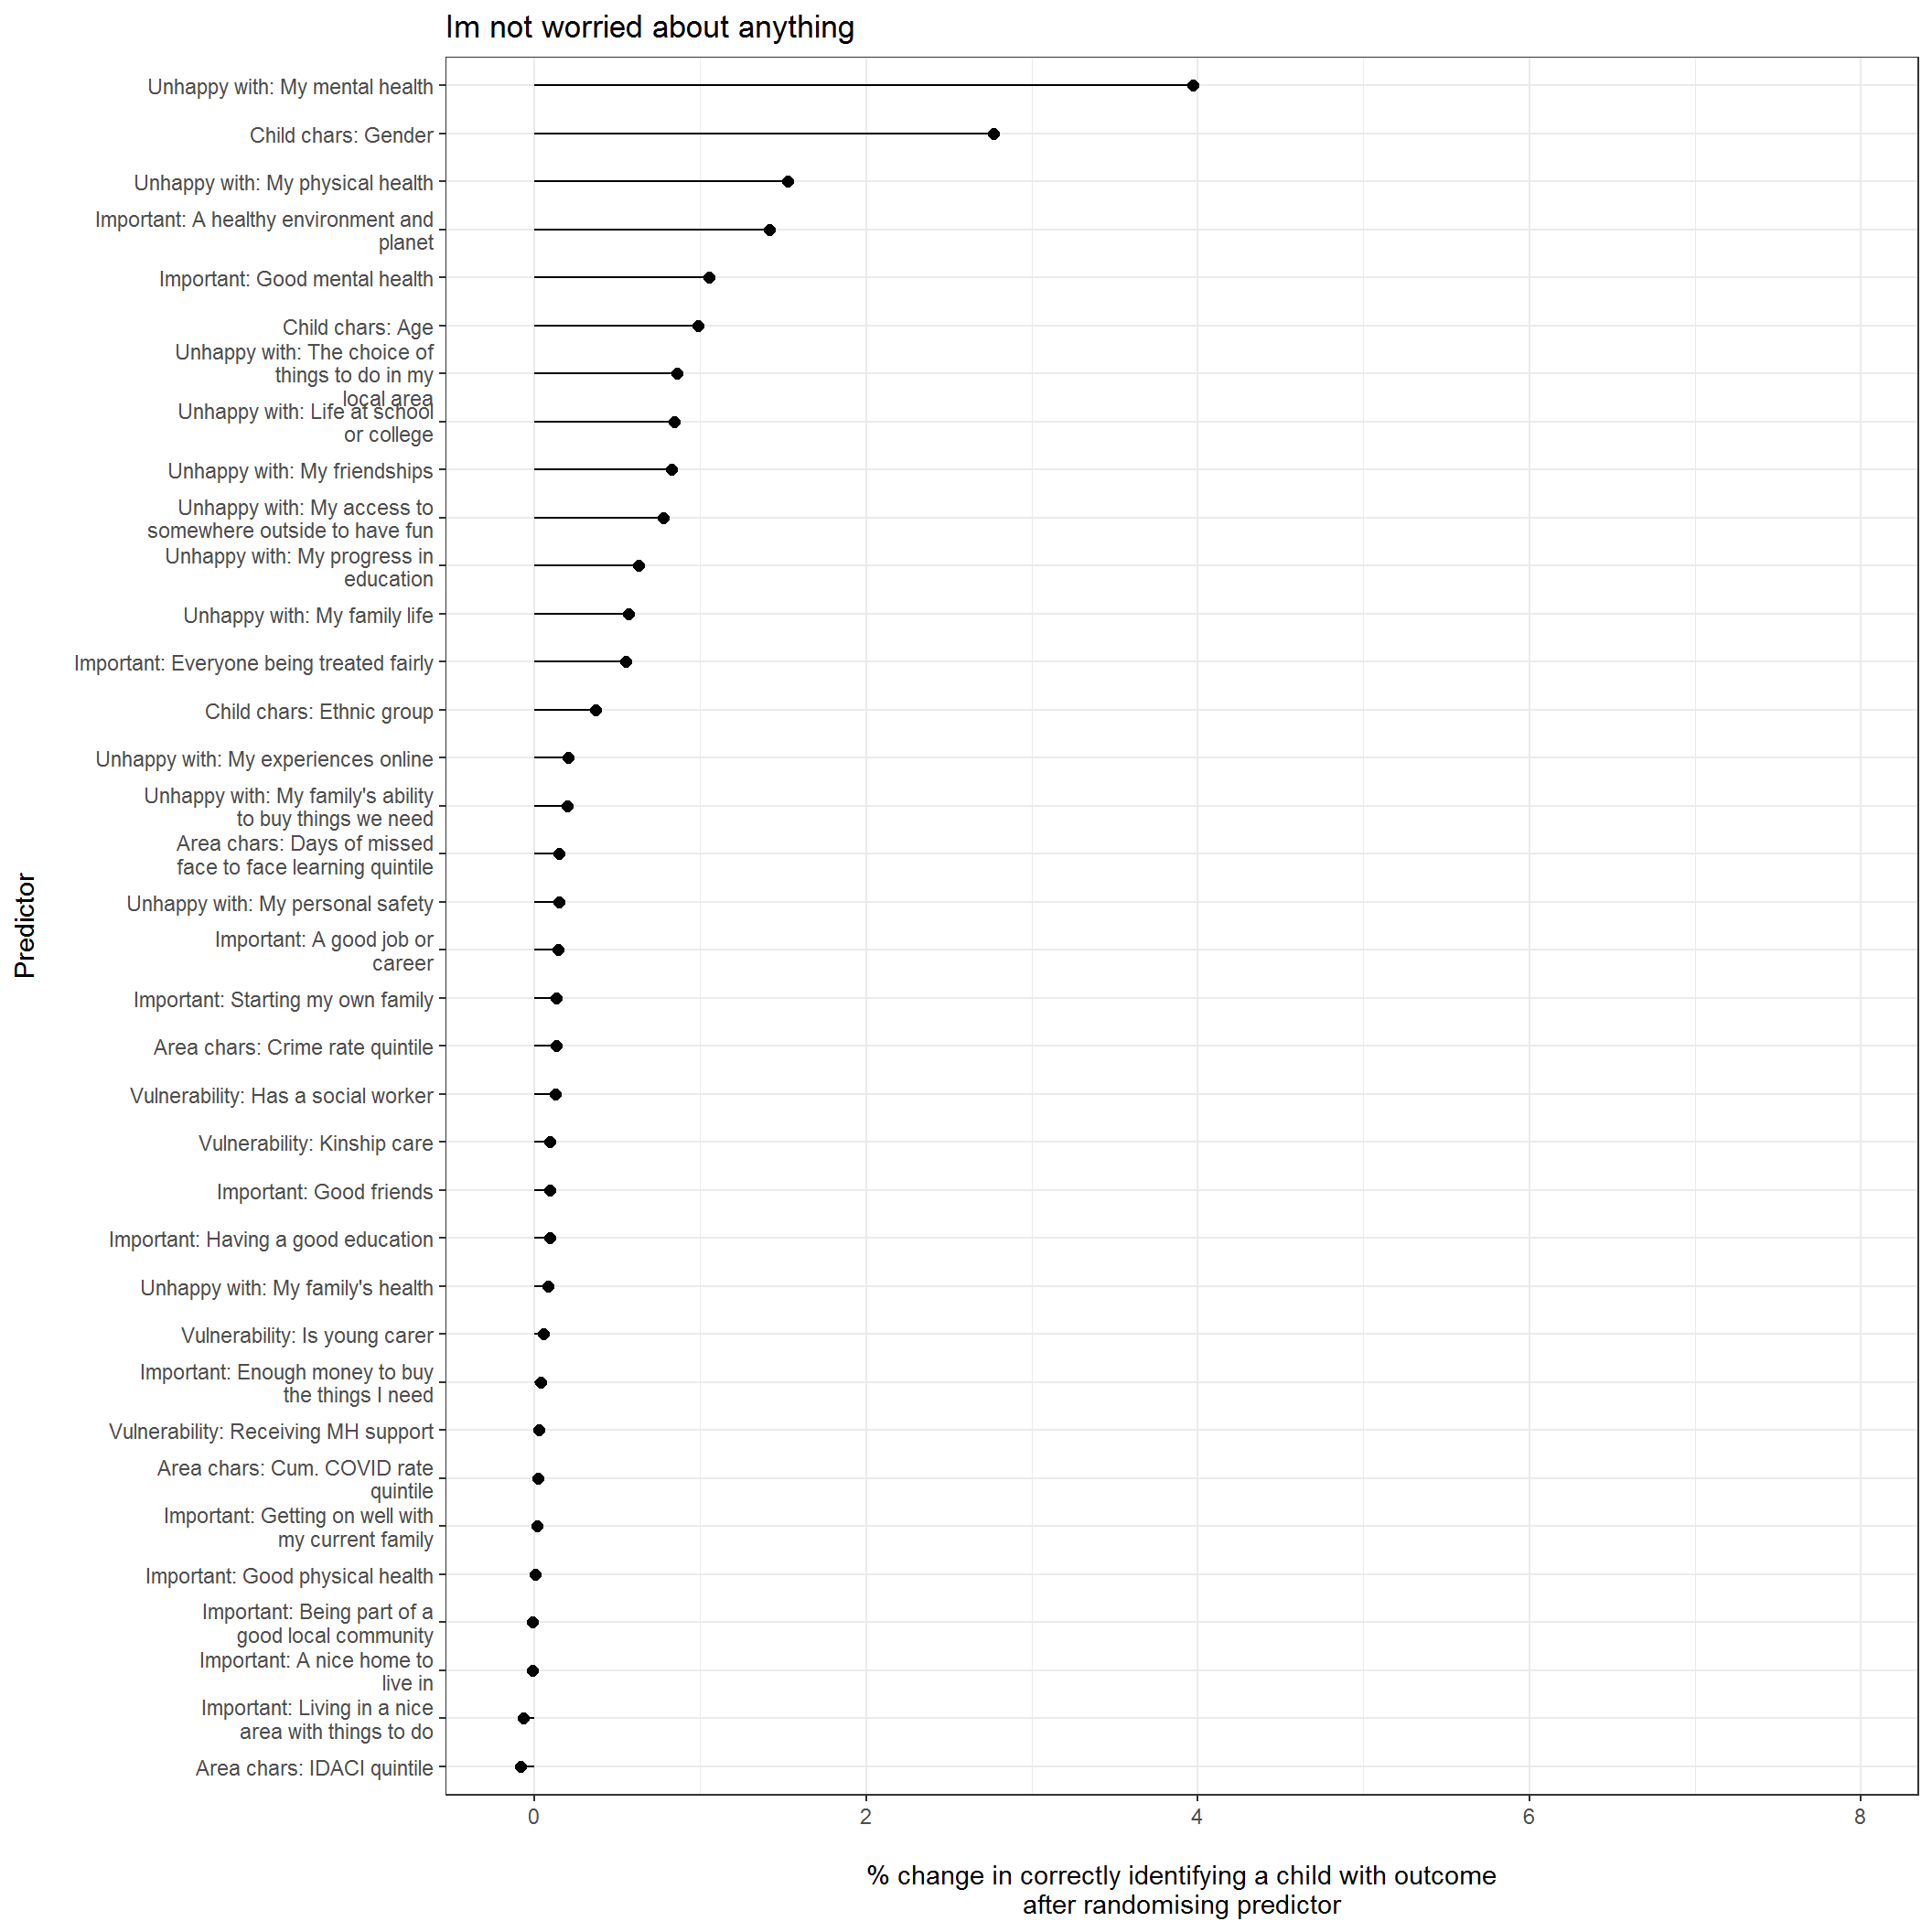 Im not worried about anything
Unhappy with: My mental health
Child chars: Gender
Unhappy with: My physical health
Important: A healthy environment and
planet
Important: Good mental health
Child chars: Age
Unhappy with: The choice of
things to do in my
local area
Unhappy with: Life at school
or college
Unhappy with: My friendships
Unhappy with: My access to
somewhere outside to have fun
Unhappy with: My progress in
education
Unhappy with: My family life
Important: Everyone being treated fairly
Child chars: Ethnic group
Unhappy with: My experiences online
Unhappy with: My family's ability
to buy things we need
Area chars: Days of missed
face to face learning quintile
Unhappy with: My personal safety
Important: A good job or
career
Important: Starting my own family
Area chars: Crime rate quintile
Vulnerability: Has a social worker
Vulnerability: Kinship care
Important: Good friends
Important: Having a good education
Unhappy with: My family's health
Vulnerability: Is young carer
Important: Enough money to buy
the things I need
Vulnerability: Receiving MH support
Area chars: Cum. COVID rate
quintile
Important: Getting on well with
my current family
Important: Good physical health
Important: Being part of a
good local community
Important: A nice home to
live in
Important: Living in a nice
area with things to do
Area chars: IDACI quintile
Predictor
0 2 4 6 8
% change in correctly identifying a child with outcome
after randomising predictor